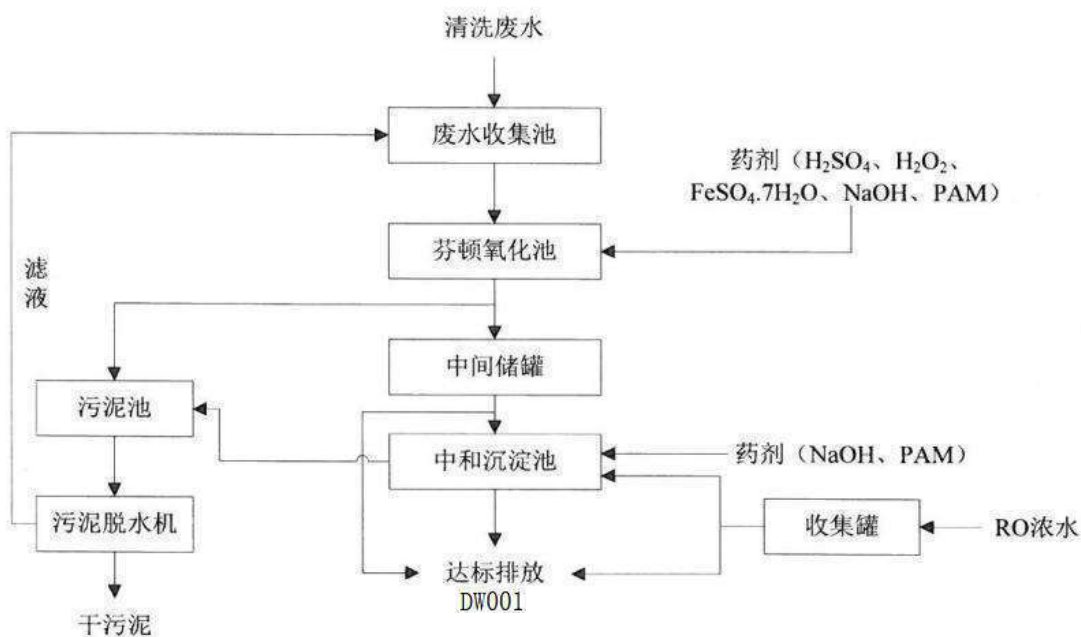 清洗废水
废水收集池
药剂（H₂SO₄、H₂O₂、
FeSO₄.7H₂O、NaOH、PAM）
芬顿氧化池
滤
液
中间储罐
污泥池
中和沉淀池
药剂（NaOH、PAM）
污泥脱水机
收集罐
RO浓水
达标排放
DW001
干污泥